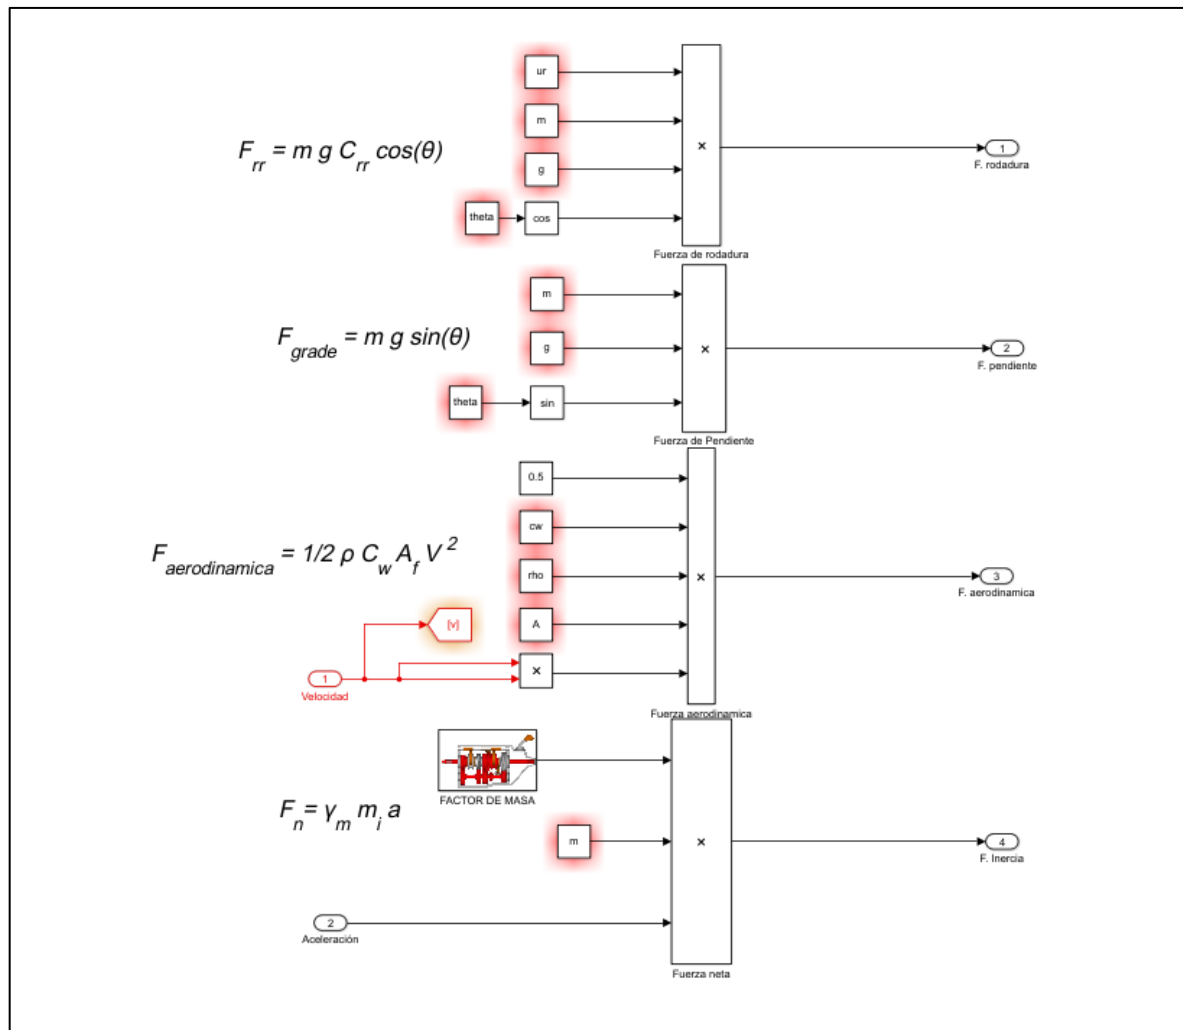 ur
m
F_rr = m g C_rr cos(θ)
×
1
F. rodadura
g
theta
cos
Fuerza de rodadura
m
F_grade = m g sin(θ)
g
×
2
F. pendiente
theta
sin
Fuerza de Pendiente
0.5
cw
F_aerodinamica = 1/2 ρ C_w A_f V ²
rho
×
3
F. aerodinamica
[v]
A
×
1
Velocidad
Fuerza aerodinamica
FACTOR DE MASA
F_n= γ_m m_i a
m
×
4
F. Inercia
2
Aceleración
Fuerza neta